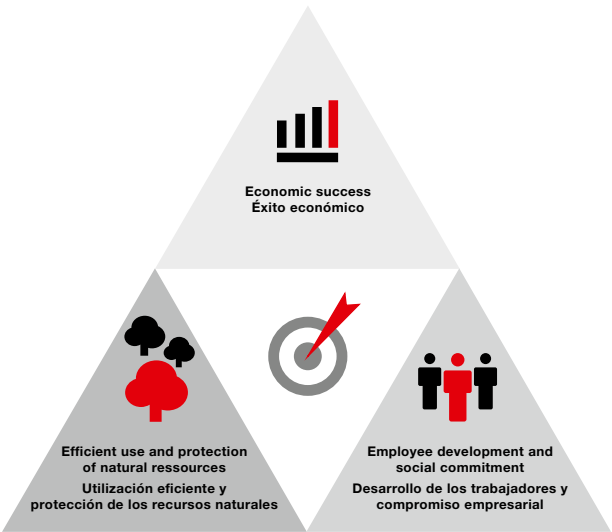 Economic success
Éxito económico
Efficient use and protection
of natural ressources
Utilización eficiente y
protección de los recursos naturales
Employee development and
social commitment
Desarrollo de los trabajadores y
compromiso empresarial